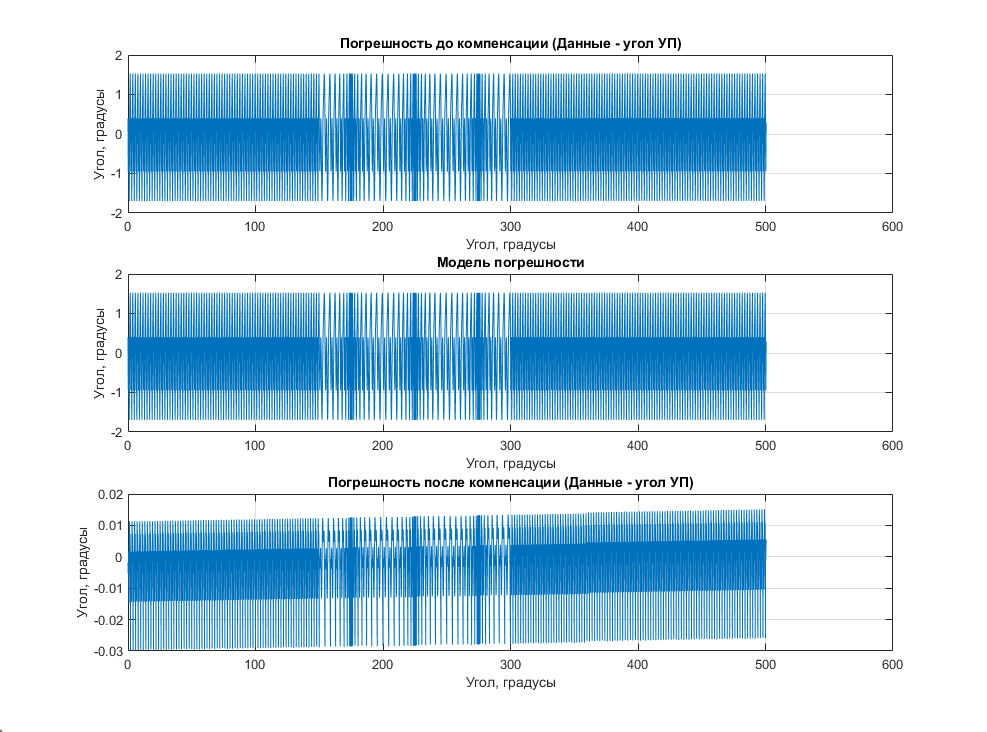 Погрешность до компенсации (Данные - угол УП)
2
1
0
-1
-2
Угол, градусы
0 100 200 300 400 500 600
Угол, градусы
Модель погрешности
2
1
0
-1
-2
Угол, градусы
0 100 200 300 400 500 600
Угол, градусы
Погрешность после компенсации (Данные - угол УП)
0.02
0.01
0
-0.01
-0.02
-0.03
Угол, градусы
0 100 200 300 400 500 600
Угол, градусы